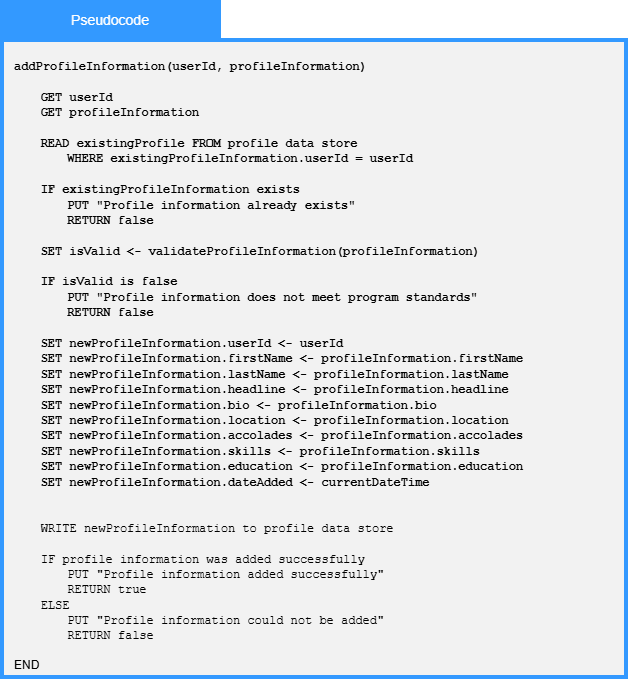 Pseudocode
addProfileInformation(userId, profileInformation)
GET userId
GET profileInformation
READ existingProfile FROM profile data store
WHERE existingProfileInformation.userId = userId
IF existingProfileInformation exists
PUT "Profile information already exists"
RETURN false
SET isValid <- validateProfileInformation(profileInformation)
IF isValid is false
PUT "Profile information does not meet program standards"
RETURN false
SET newProfileInformation.userId <- userId
SET newProfileInformation.firstName <- profileInformation.firstName
SET newProfileInformation.lastName <- profileInformation.lastName
SET newProfileInformation.headline <- profileInformation.headline
SET newProfileInformation.bio <- profileInformation.bio
SET newProfileInformation.location <- profileInformation.location
SET newProfileInformation.accolades <- profileInformation.accolades
SET newProfileInformation.skills <- profileInformation.skills
SET newProfileInformation.education <- profileInformation.education
SET newProfileInformation.dateAdded <- currentDateTime
WRITE newProfileInformation to profile data store
IF profile information was added successfully
PUT "Profile information added successfully"
RETURN true
ELSE
PUT "Profile information could not be added"
RETURN false
END